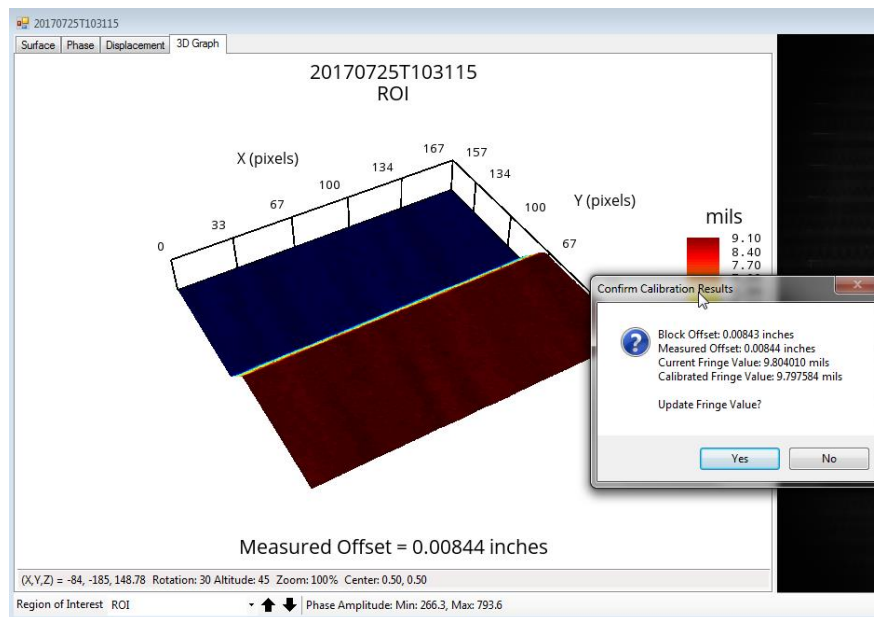 20170725T103115
Surface Phase Displacement 3D Graph
20170725T103115
ROI
X (pixels)
0 33 67 100 134 167
157 134 100 67
Y (pixels)
mils
9.10
8.40
7.70
Confirm Calibration Results
Block Offset: 0.00843 inches
Measured Offset: 0.00844 inches
Current Fringe Value: 9.804010 mils
Calibrated Fringe Value: 9.797584 mils
Update Fringe Value?
Yes No
Measured Offset = 0.00844 inches
(X,Y,Z) = -84, -185, 148.78 Rotation: 30 Altitude: 45 Zoom: 100% Center: 0.50, 0.50
Region of Interest ROI Phase Amplitude: Min: 266.3, Max: 793.6